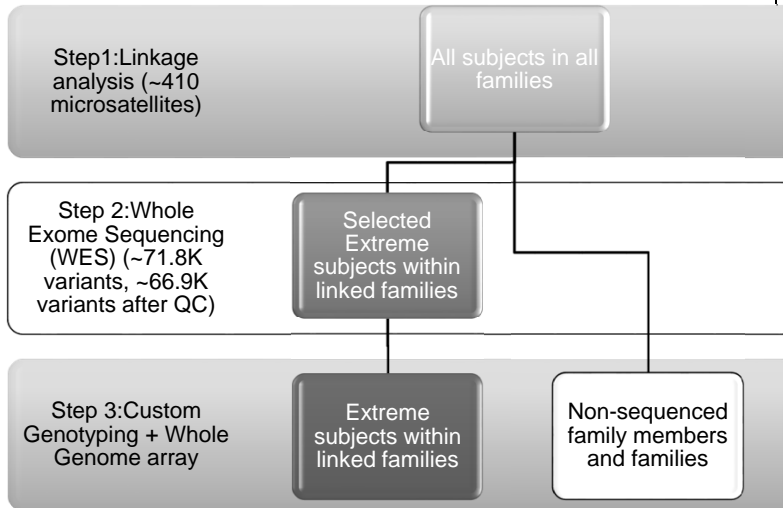 Step1:Linkage
analysis (~410
microsatellites)
All subjects in all
families
Step 2:Whole
Exome Sequencing
(WES) (~71.8K
variants, ~66.9K
variants after QC)
Selected
Extreme
subjects within
linked families
Step 3:Custom
Genotyping + Whole
Genome array
Extreme
subjects within
linked families
Non-sequenced
family members
and families